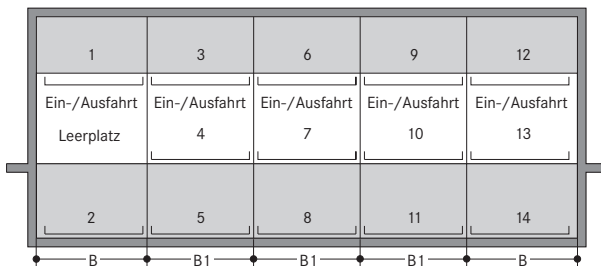 1 3 6 9 12
Ein-/Ausfahrt Ein-/Ausfahrt Ein-/Ausfahrt Ein-/Ausfahrt Ein-/Ausfahrt
Leerplatz 4 7 10 13
2 5 8 11 14
B B1 B1 B1 B